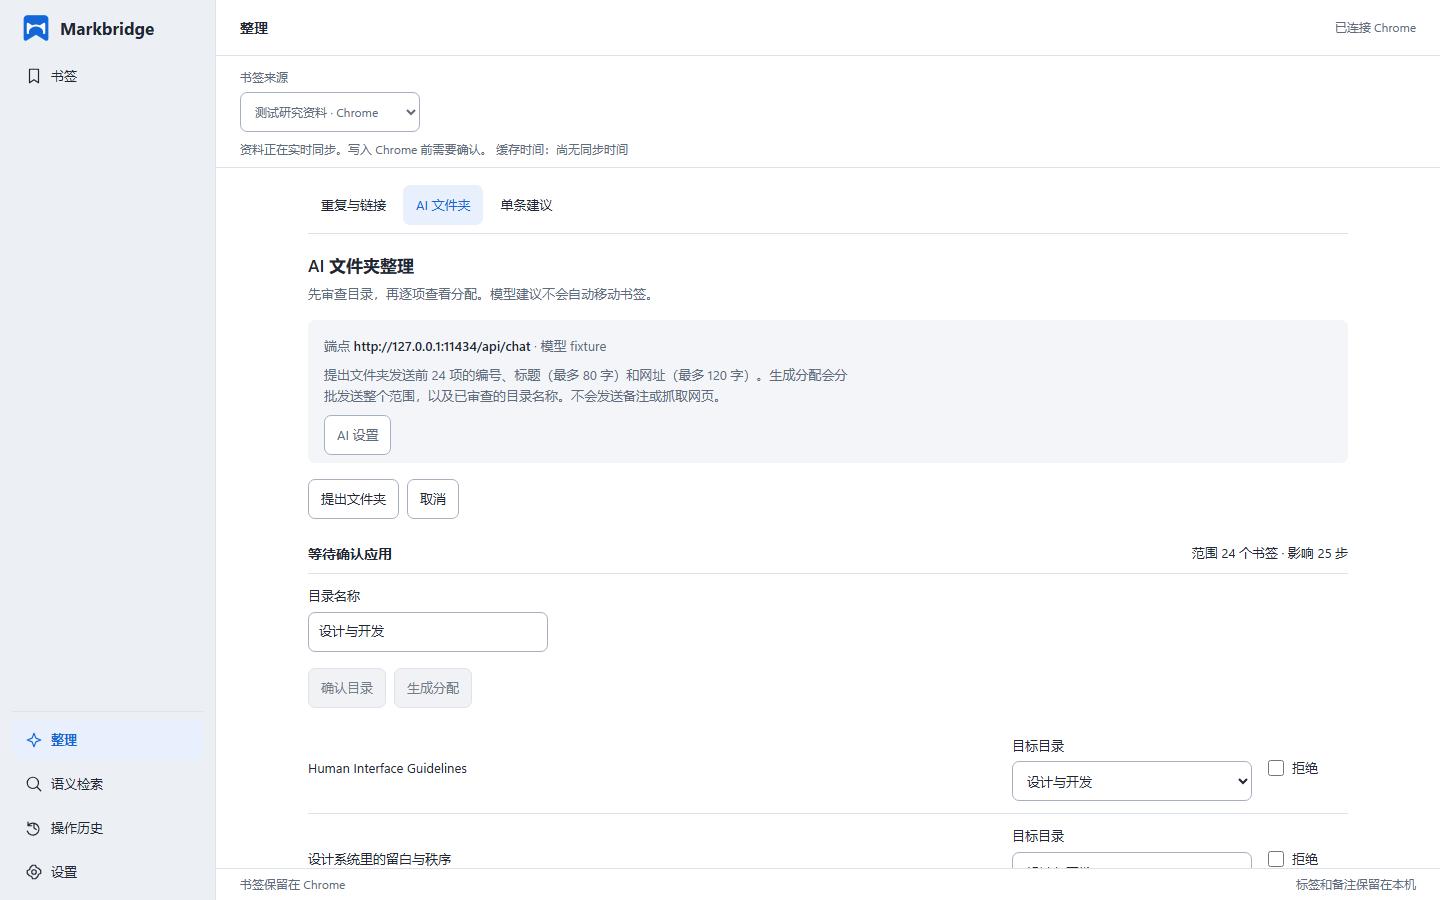 Markbridge
书签
整理
语义检索
操作历史
设置
整理
已连接 Chrome
书签来源
测试研究资料 · Chrome
资料正在实时同步。写入 Chrome 前需要确认。 缓存时间：尚无同步时间
重复与链接
AI 文件夹
单条建议
AI 文件夹整理
先审查目录，再逐项查看分配。模型建议不会自动移动书签。
端点 http://127.0.0.1:11434/api/chat · 模型 fixture
提出文件夹发送前 24 项的编号、标题（最多 80 字）和网址（最多 120 字）。生成分配会分
批发送整个范围，以及已审查的目录名称。不会发送备注或抓取网页。
AI 设置
提出文件夹
取消
等待确认应用
范围 24 个书签 · 影响 25 步
目录名称
设计与开发
确认目录
生成分配
Human Interface Guidelines
目标目录
设计与开发
拒绝
设计系统里的留白与秩序
目标目录
拒绝
书签保留在 Chrome
标签和备注保留在本机